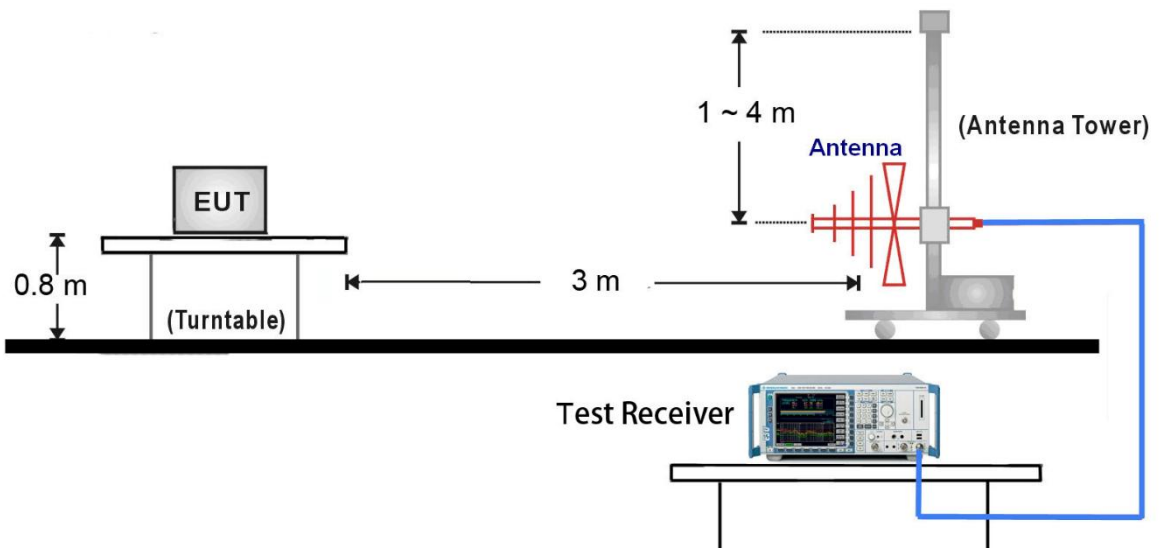 1 ~ 4 m
(Antenna Tower)
Antenna
EUT
0.8 m
3 m
(Turntable)
Test Receiver